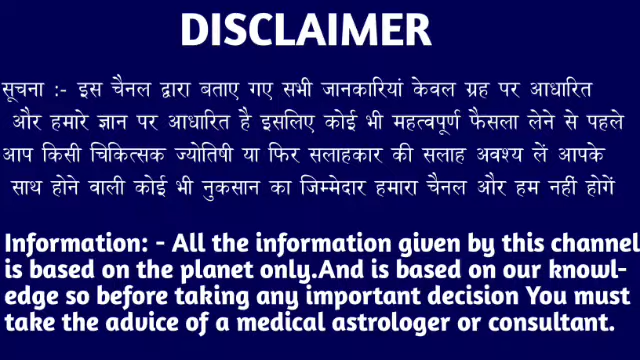 DISCLAIMER
सूचना :- इस चैनल द्वारा बताए गए सभी जानकारियां केवल ग्रह पर आधारित
और हमारे ज्ञान पर आधारित है इसलिए कोई भी महत्वपूर्ण फैसला लेने से पहले
आप किसी चिकित्सक ज्योतिषी या फिर सलाहकार की सलाह अवश्य लें आपके
साथ होने वाली कोई भी नुकसान का जिम्मेदार हमारा चैनल और हम नहीं होगें
Information: - All the information given by this channel
is based on the planet only.And is based on our knowl-
edge so before taking any important decision You must
take the advice of a medical astrologer or consultant.